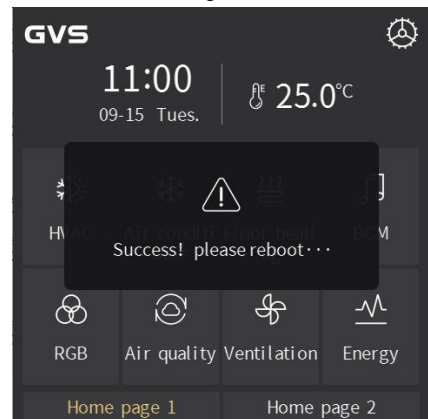 GVS
11:00
09-15 Tues.
25.0°C
HVAC Air conditi Floor heati BGM
Success! please reboot···
RGB Air quality Ventilation Energy
Home page 1 Home page 2